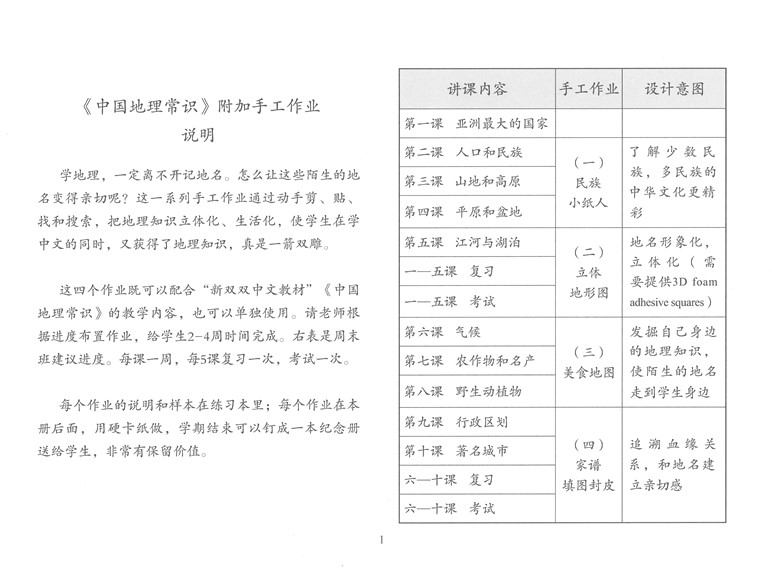 《中国地理常识》附加手工作业
说明
学地理，一定离不开记地名。怎么让这些陌生的地
名变得亲切呢？这一系列手工作业通过动手剪、贴、
找和搜索，把地理知识立体化、生活化，使学生在学
中文的同时，又获得了地理知识，真是一箭双雕。
这四个作业既可以配合“新双双中文教材”《中国
地理常识》的教学内容，也可以单独使用。请老师根
据进度布置作业，给学生2-4周时间完成。右表是周末
班建议进度。每课一周，每5课复习一次，考试一次。
每个作业的说明和样本在练习本里；每个作业在本
册后面，用硬卡纸做，学期结束可以钉成一本纪念册
送给学生，非常有保留价值。
讲课内容 手工作业 设计意图
第一课 亚洲最大的国家
第二课 人口和民族
第三课 山地和高原
第四课 平原和盆地
（一）
民族
小纸人
了解少数民
族，多民族的
中华文化更精
彩
第五课 江河与湖泊
一—五课 复习
一—五课 考试
（二）
立体
地形图
地名形象化，
立体化（需
要提供3D foam
adhesive squares）
第六课 气候
第七课 农作物和名产
第八课 野生动植物
（三）
美食地图
发掘自己身边
的地理知识，
使陌生的地名
走到学生身边
第九课 行政区划
第十课 著名城市
六—十课 复习
六—十课 考试
（四）
家谱
填图封皮
追溯血缘关
系，和地名建
立亲切感
1